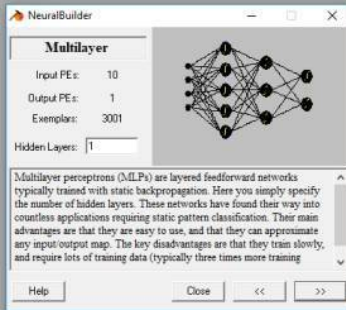 NeuralBuilder
Multilayer
Input PEs: 10
Output PEs: 1
Exemplars: 3001
Hidden Layers: 1
Multilayer perceptrons (MLPs) are layered feedforward networks
typically trained with static backpropagation. Here you simply specify
the number of hidden layers. These networks have found their way into
countless applications requiring static pattern classification. Their main
advantages are that they are easy to use, and that they can approximate
any input/output map. The key disadvantages are that they train slowly,
and require lots of training data (typically three times more training
Help Close << >>